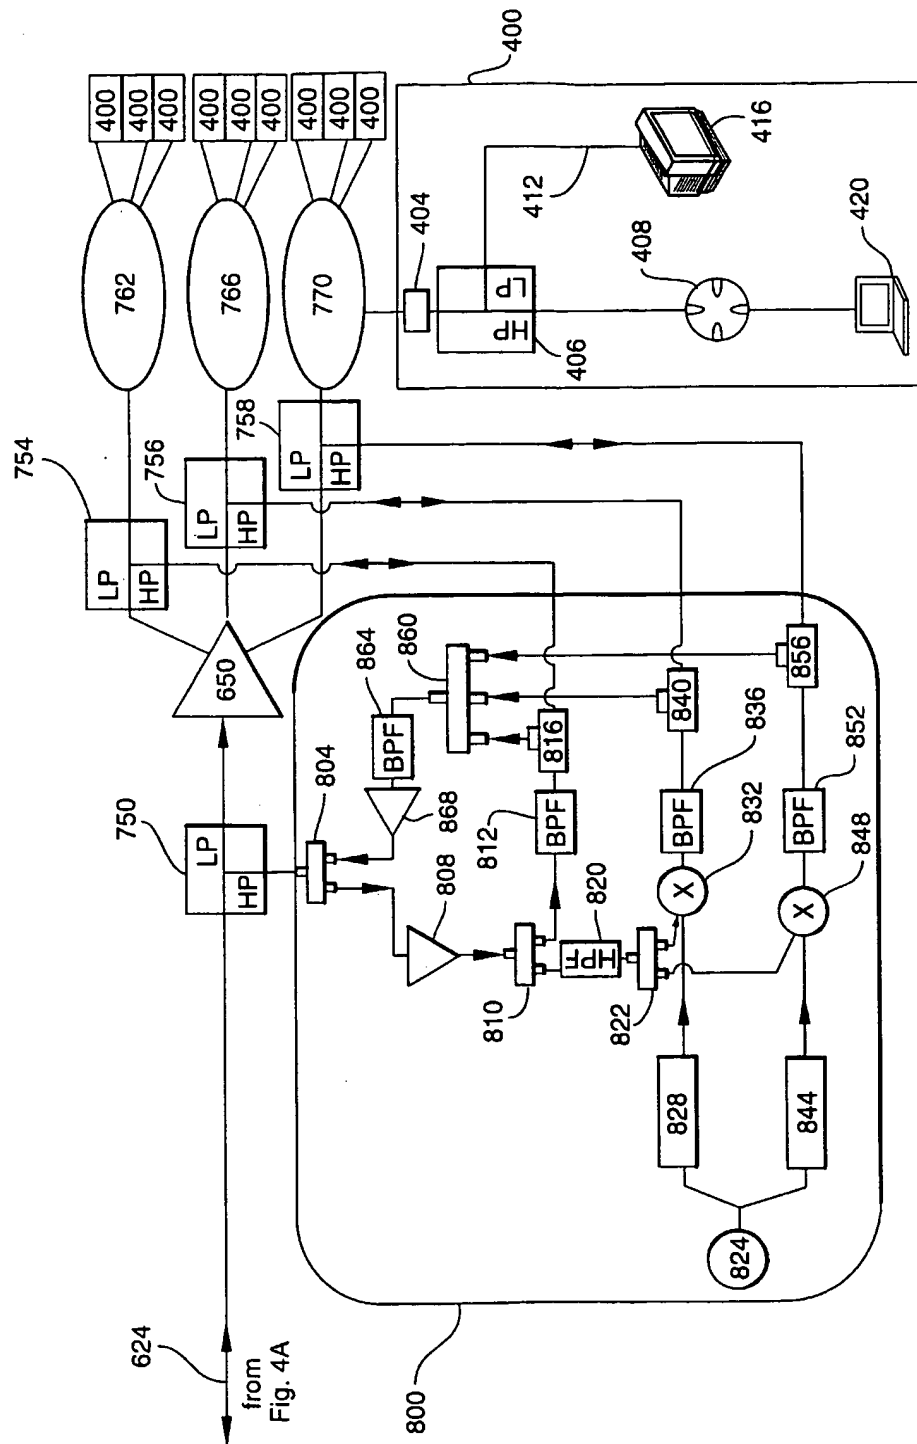 400
400
400
400
400
400
400
400
400
762
766
770
400
404
LP
HP
406
412
416
408
420
754
LP
HP
756
LP
HP
758
LP
HP
650
750
LP
HP
804
864
860
BPF
868
816
840
856
808
812
BPF
836
BPF
832
852
BPF
848
X
X
820
HPF
810
822
828
844
824
800
624
from
Fig. 4A